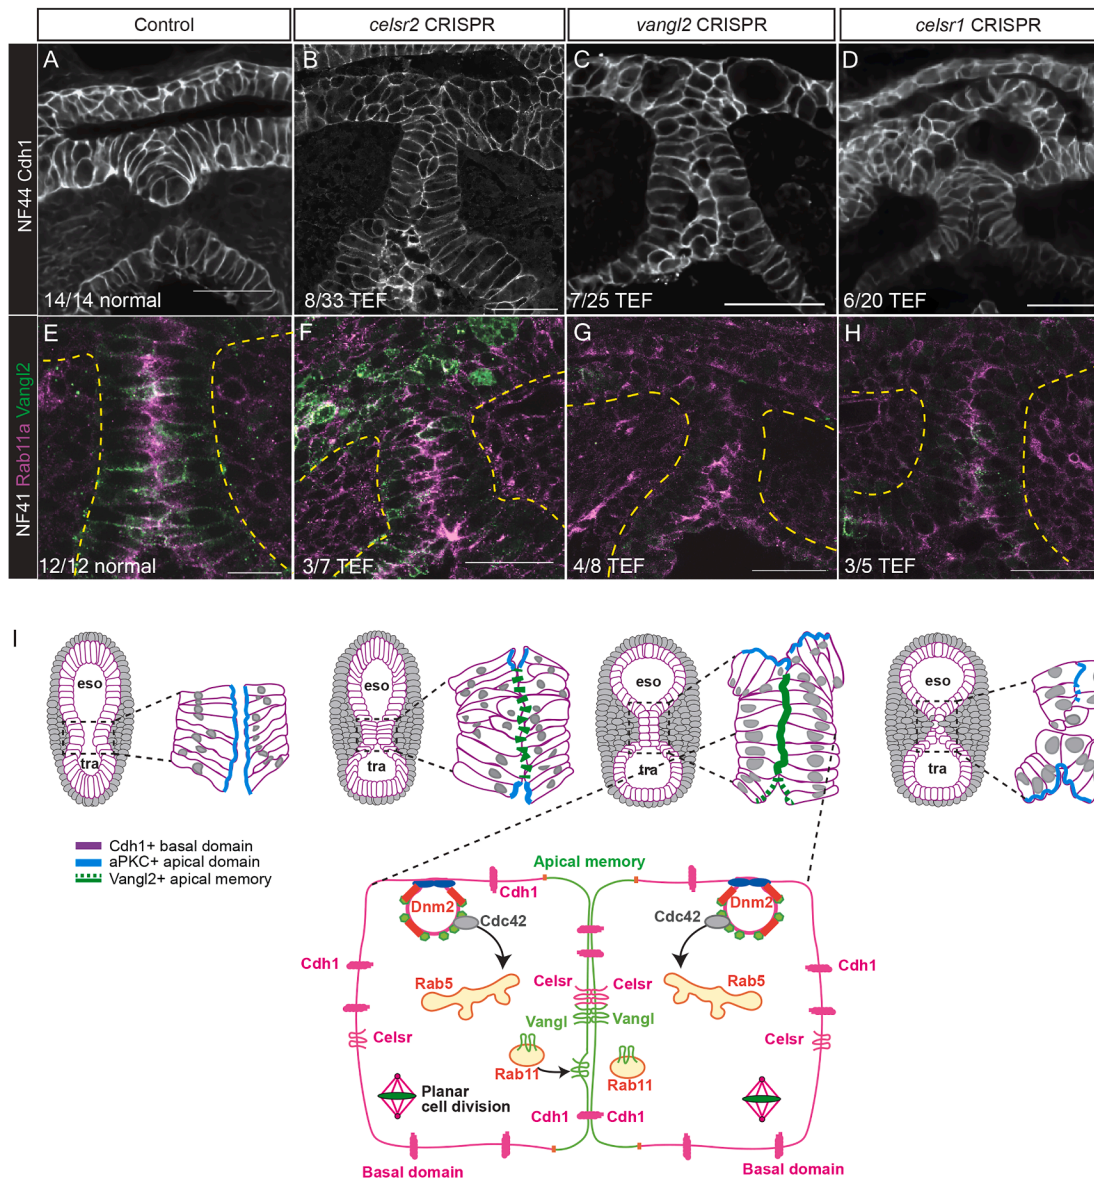 Control
celsr2 CRISPR
vangl2 CRISPR
celsr1 CRISPR
NF44 Cdh1
A
B
C
D
14/14 normal
8/33 TEF
7/25 TEF
6/20 TEF
NF41 Rab11a Vangl2
E
F
G
H
12/12 normal
3/7 TEF
4/8 TEF
3/5 TEF
I
eso
tra
eso
tra
eso
tra
eso
tra
Cdh1+ basal domain
aPKC+ apical domain
Vangl2+ apical memory
Apical memory
Cdh1
Dnm2
Cdc42
Cdc42
Dnm2
Cdh1
Rab5
Celsr
Celsr
Rab5
Cdh1
Vangl
Vangl
Celsr
Celsr
Rab11
Rab11
Planar
cell division
Cdh1
Cdh1
Basal domain
Basal domain